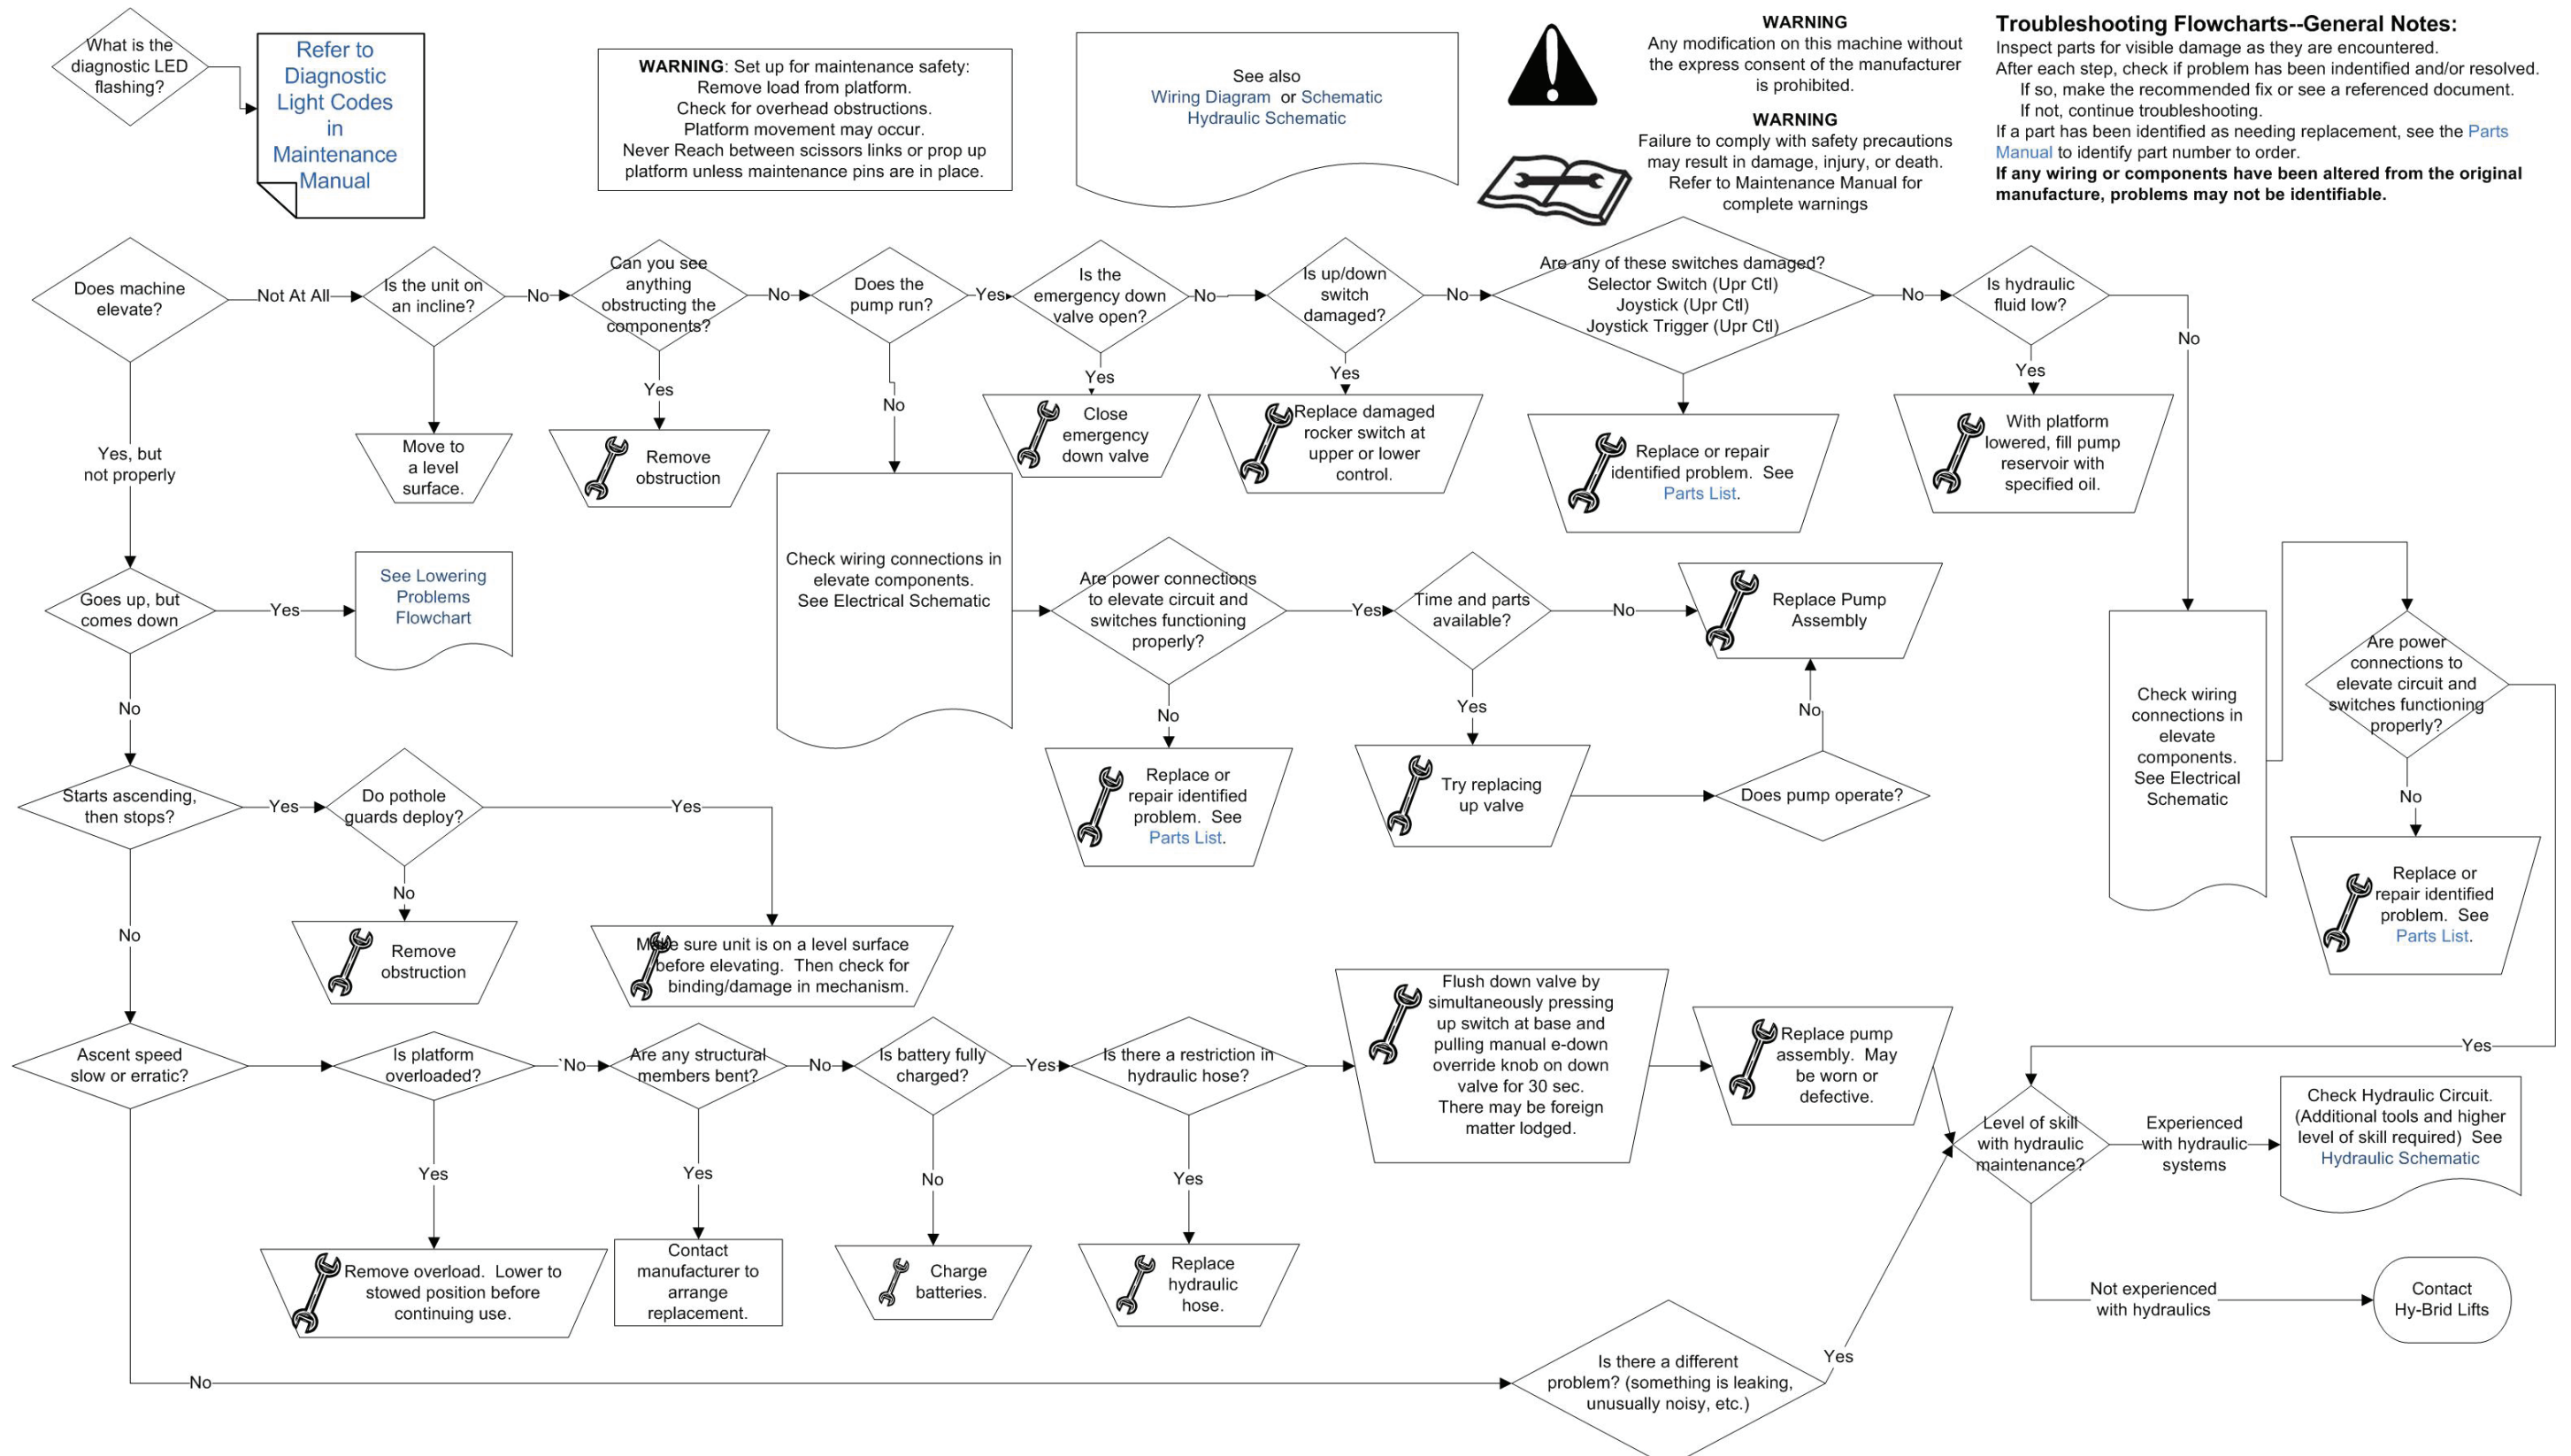 What is the
diagnostic LED
flashing?
Refer to
Diagnostic
Light Codes
in
Maintenance
Manual
WARNING: Set up for maintenance safety:
Remove load from platform.
Check for overhead obstructions.
Platform movement may occur.
Never Reach between scissors links or prop up
platform unless maintenance pins are in place.
See also
Wiring Diagram or Schematic
Hydraulic Schematic
WARNING
Any modification on this machine without
the express consent of the manufacturer
is prohibited.
WARNING
Failure to comply with safety precautions
may result in damage, injury, or death.
Refer to Maintenance Manual for
complete warnings
Troubleshooting Flowcharts--General Notes:
Inspect parts for visible damage as they are encountered.
After each step, check if problem has been indentified and/or resolved.
If so, make the recommended fix or see a referenced document.
If not, continue troubleshooting.
If a part has been identified as needing replacement, see the Parts
Manual to identify part number to order.
If any wiring or components have been altered from the original
manufacture, problems may not be identifiable.
Does machine
elevate?
Not At All
Is the unit on
an incline?
No
Can you see
anything
obstructing the
components?
No
Does the
pump run?
Yes
Is the
emergency down
valve open?
No
Is up/down
switch
damaged?
No
Are any of these switches damaged?
Selector Switch (Upr Ctl)
Joystick (Upr Ctl)
Joystick Trigger (Upr Ctl)
No
Is hydraulic
fluid low?
No
Yes
No
Yes
Yes
Yes
Move to
a level
surface.
Remove
obstruction
Close
emergency
down valve
Replace damaged
rocker switch at
upper or lower
control.
Replace or repair
identified problem. See
Parts List.
With platform
lowered, fill pump
reservoir with
specified oil.
Yes, but
not properly
Goes up, but
comes down
Yes
See Lowering
Problems
Flowchart
Check wiring connections in
elevate components.
See Electrical Schematic
Are power connections
to elevate circuit and
switches functioning
properly?
Yes
Time and parts
available?
No
Replace Pump
Assembly
No
Yes
No
Replace or
repair identified
problem. See
Parts List.
Try replacing
up valve
Does pump operate?
Check wiring
connections in
elevate
components.
See Electrical
Schematic
Are power
connections to
elevate circuit and
switches functioning
properly?
No
Replace or
repair identified
problem. See
Parts List.
Yes
No
Starts ascending,
then stops?
Yes
Do pothole
guards deploy?
Yes
No
Remove
obstruction
Make sure unit is on a level surface
before elevating. Then check for
binding/damage in mechanism.
No
Ascent speed
slow or erratic?
Is platform
overloaded?
`No
Are any structural
members bent?
No
Is battery fully
charged?
Yes
Is there a restriction in
hydraulic hose?
Flush down valve by
simultaneously pressing
up switch at base and
pulling manual e-down
override knob on down
valve for 30 sec.
There may be foreign
matter lodged.
Replace pump
assembly. May
be worn or
defective.
Level of skill
with hydraulic
maintenance?
Experienced
with hydraulic
systems
Check Hydraulic Circuit.
(Additional tools and higher
level of skill required) See
Hydraulic Schematic
Yes
Yes
No
Yes
Remove overload. Lower to
stowed position before
continuing use.
Contact
manufacturer to
arrange
replacement.
Charge
batteries.
Replace
hydraulic
hose.
Not experienced
with hydraulics
Contact
Hy-Brid Lifts
No
Is there a different
problem? (something is leaking,
unusually noisy, etc.)
Yes